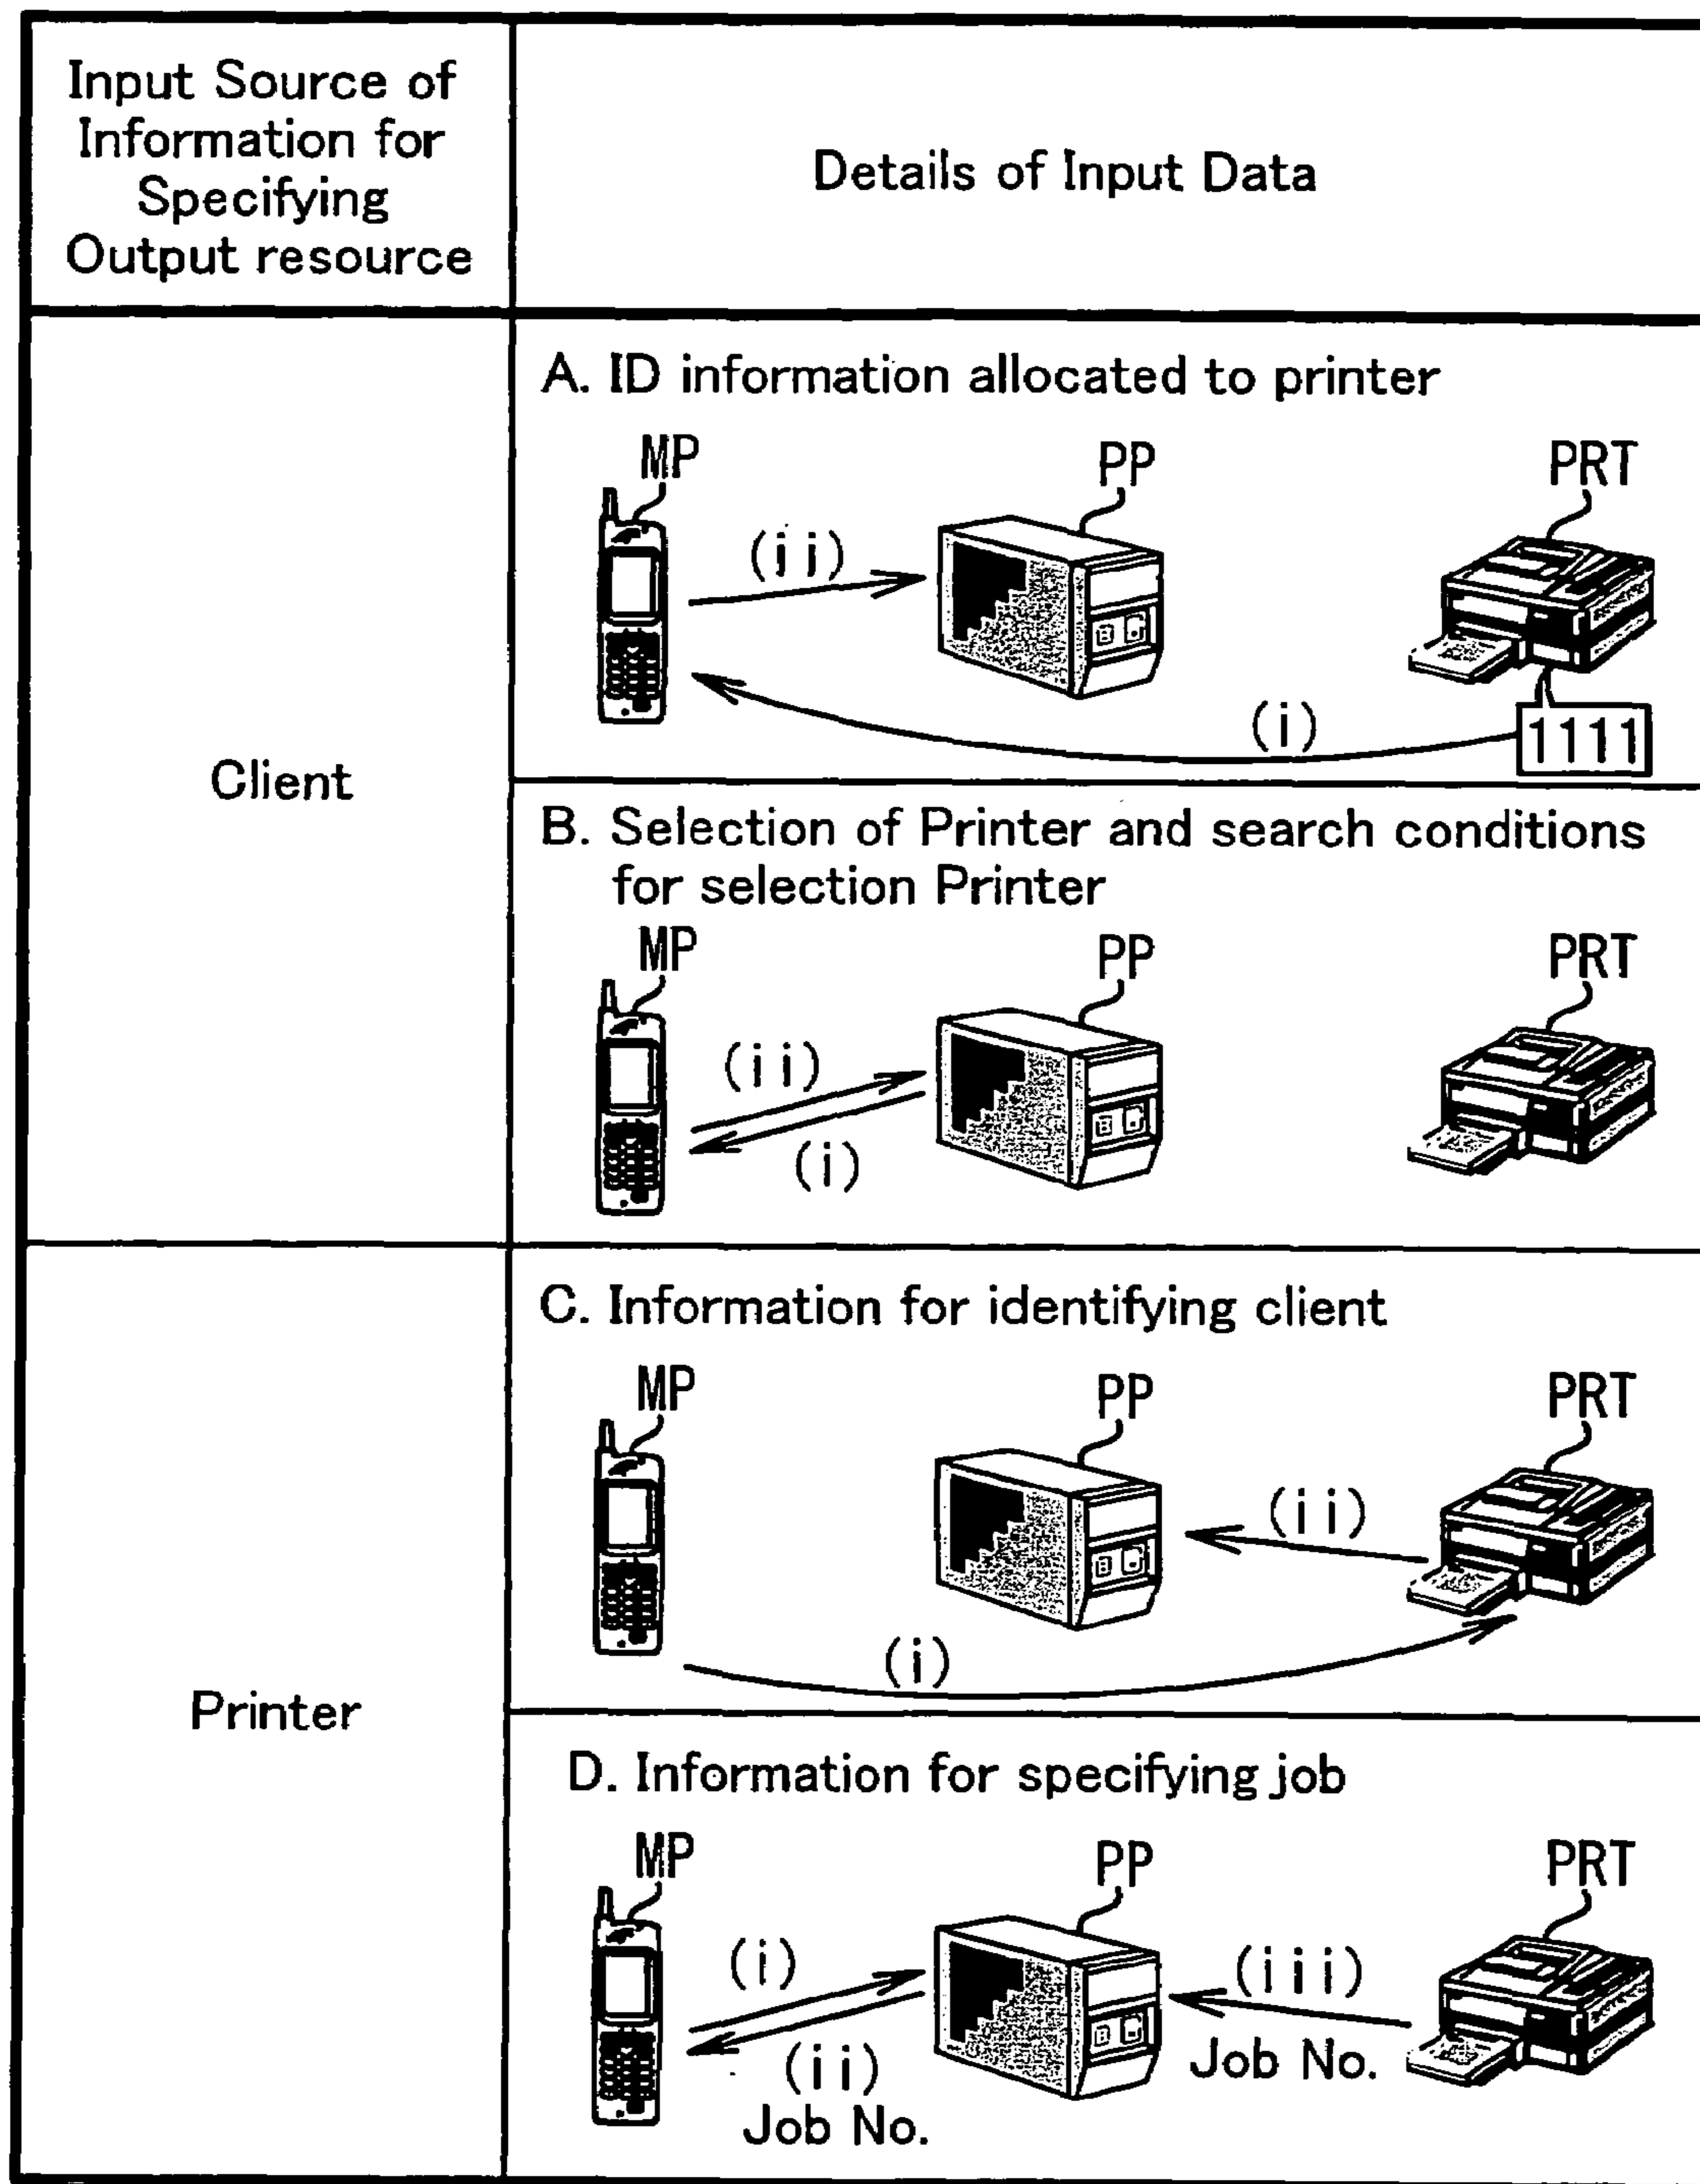 Input Source of
Information for
Specifying
Output resource
Details of Input Data
Client
A. ID information allocated to printer
MP
PP
PRT
(ii)
(i)
1111
B. Selection of Printer and search conditions
for selection Printer
MP
PP
PRT
(ii)
(i)
Printer
C. Information for identifying client
MP
PP
PRT
(ii)
(i)
D. Information for specifying job
MP
PP
PRT
(i)
(iii)
Job No.
(ii)
Job No.